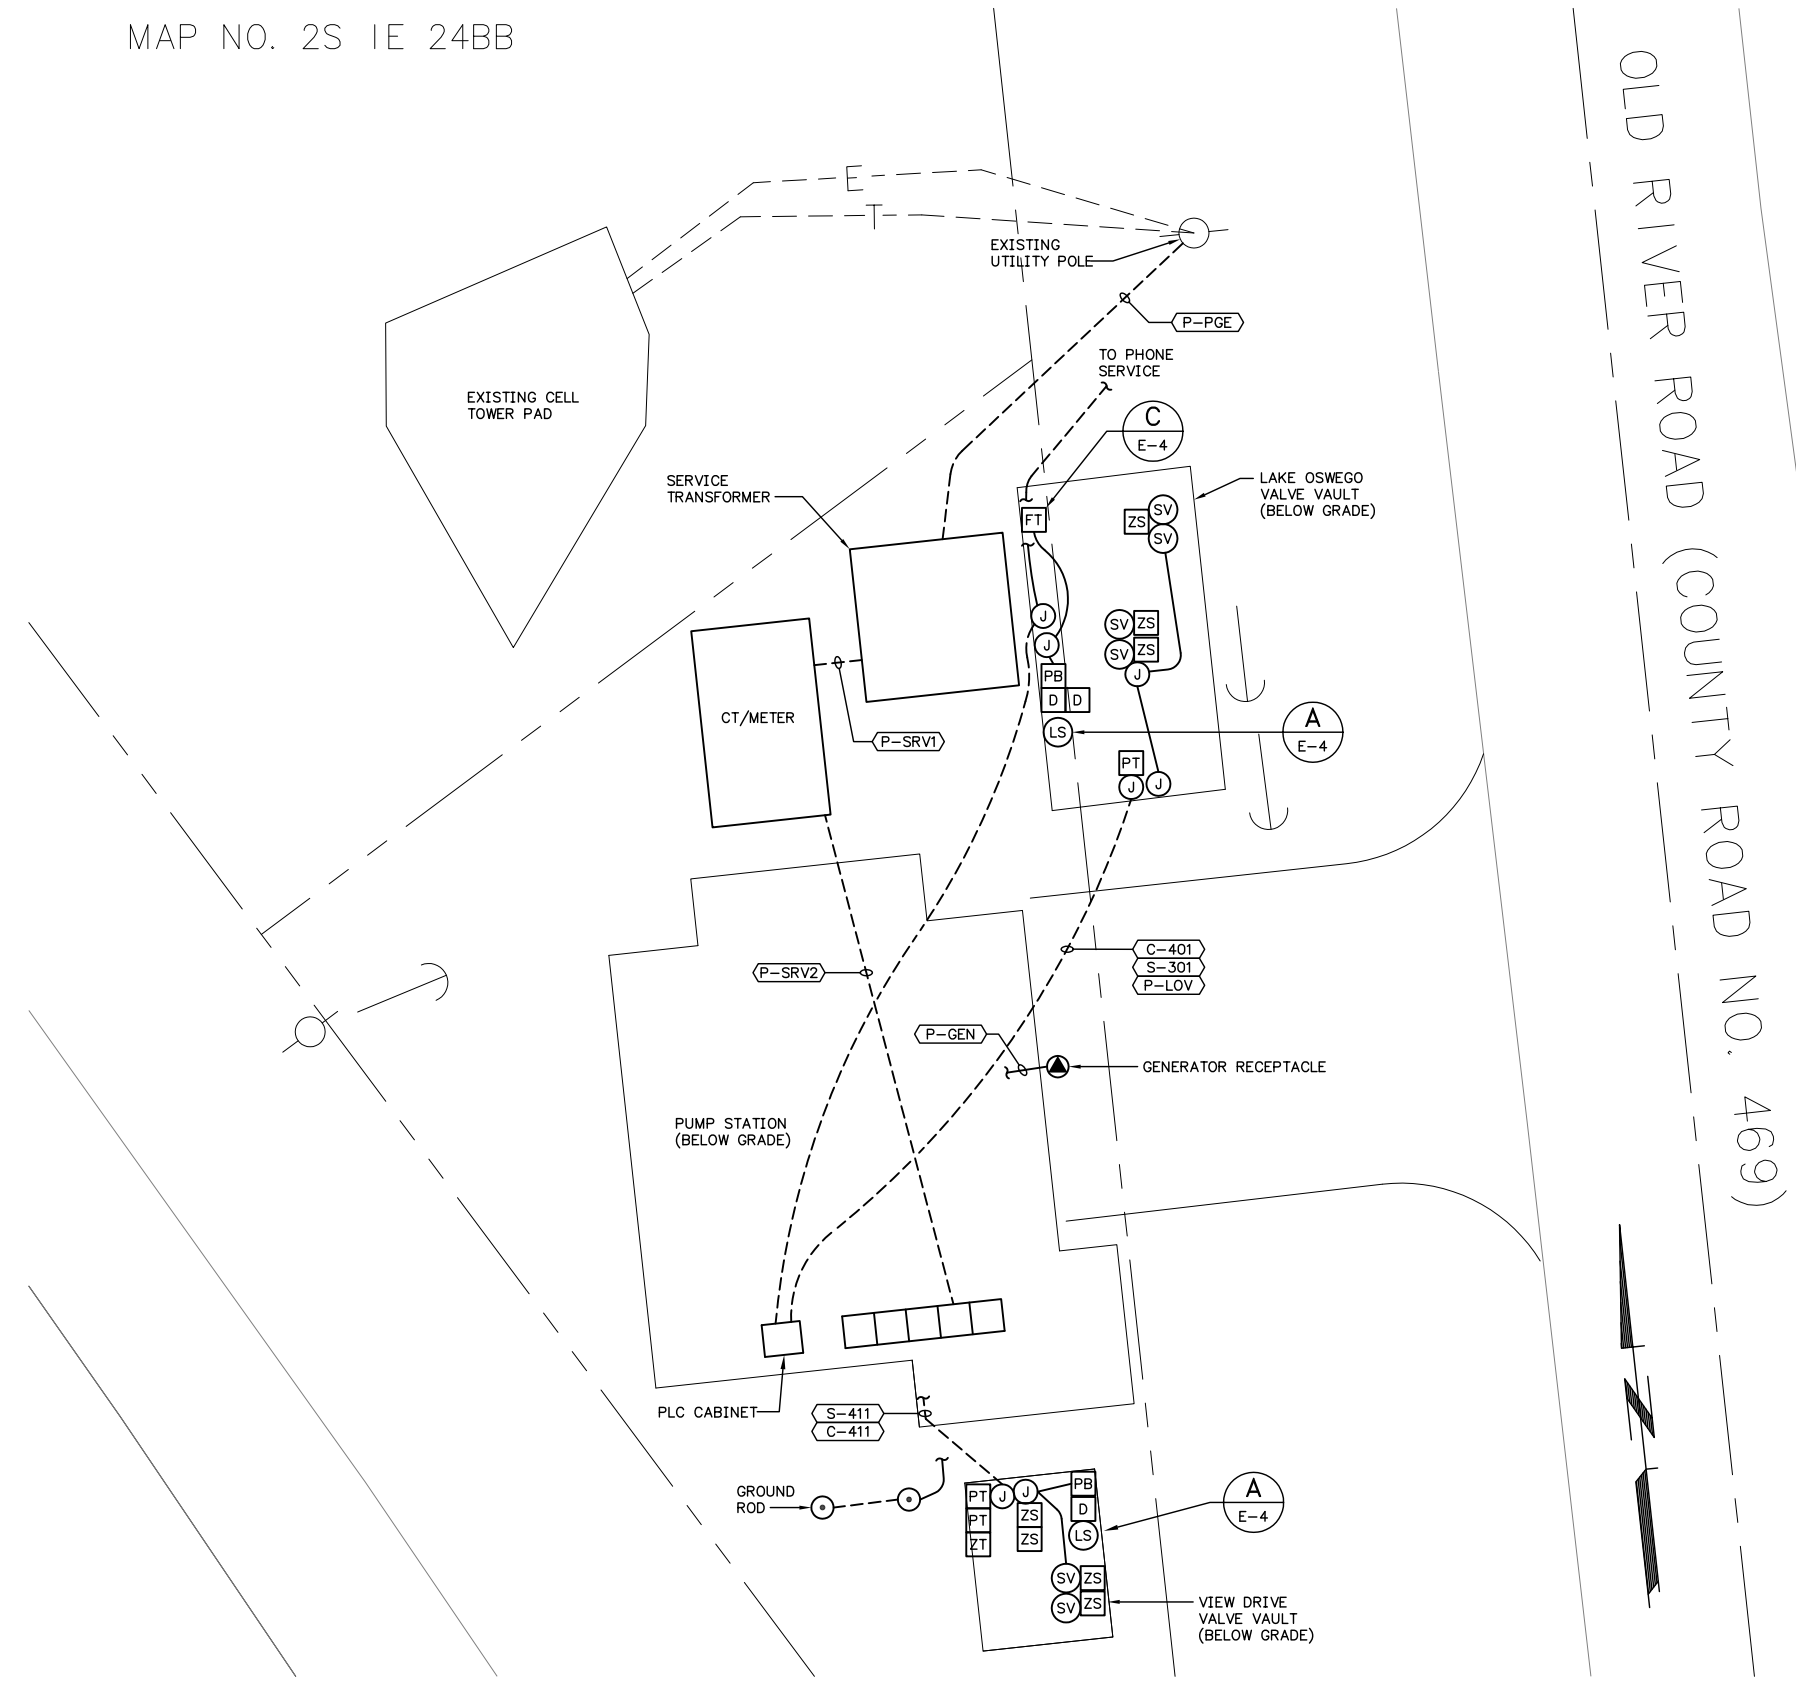 MAP NO. 2S 1E 24BB
OLD RIVER ROAD (COUNTY ROAD NO. 469)
E
T
EXISTING
UTILITY POLE
P-PGE
TO PHONE
SERVICE
EXISTING CELL
TOWER PAD
C
E-4
SERVICE
TRANSFORMER
LAKE OSWEGO
VALVE VAULT
(BELOW GRADE)
FT
ZS
SV
SV
J
J
SV
ZS
SV
ZS
J
PB
D
D
LS
A
E-4
CT/METER
P-SRV1
PT
J
J
P-SRV2
C-401
S-301
P-LOV
P-GEN
GENERATOR RECEPTACLE
PUMP STATION
(BELOW GRADE)
PLC CABINET
S-411
C-411
GROUND
ROD
PT
J
J
PB
PT
ZS
D
ZT
ZS
LS
A
E-4
SV
ZS
SV
ZS
VIEW DRIVE
VALVE VAULT
(BELOW GRADE)
N